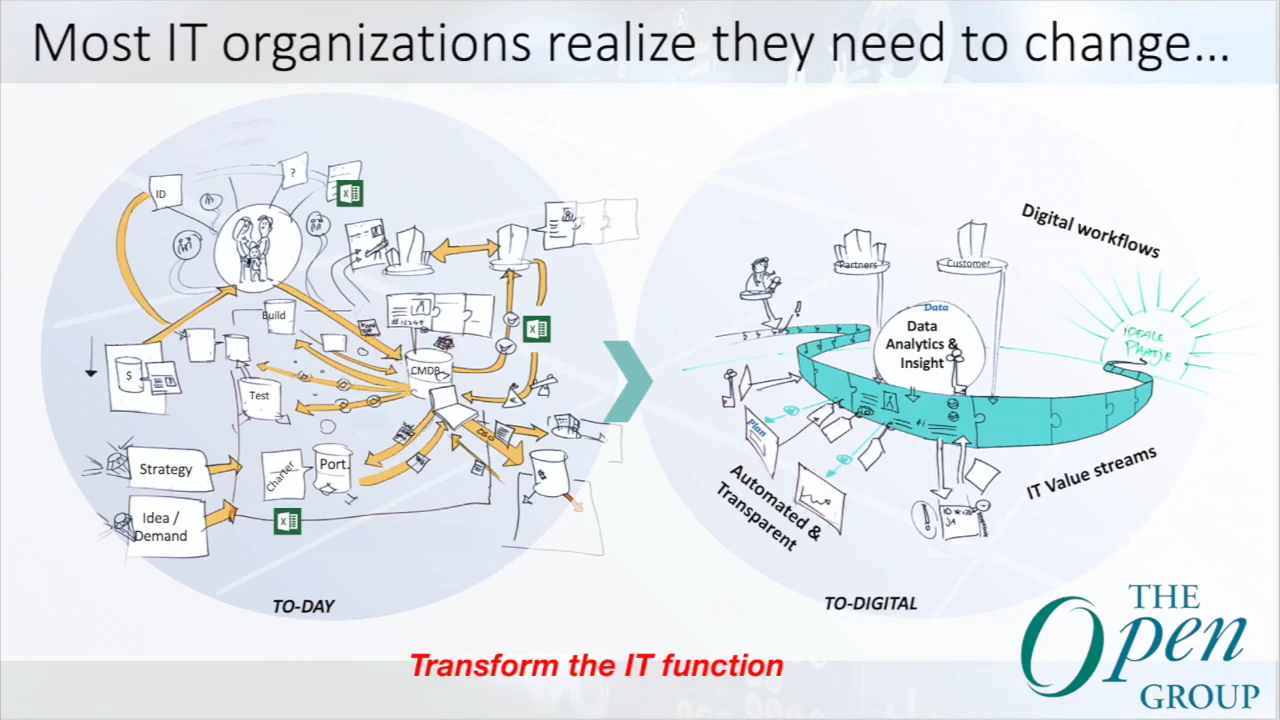 Most IT organizations realize they need to change...
ID
?
X
Build
$
CMDB
X
Test
Strategy
Charter
Port.
Idea /
Demand
X
TO-DAY
Digital workflows
Partners
Customer
!
Data
Data
Analytics &
Insight
IDEALE
PHASE
Plan
Automated &
Transparent
IT Value streams
TO-DIGITAL
Transform the IT function
THE
Open
GROUP